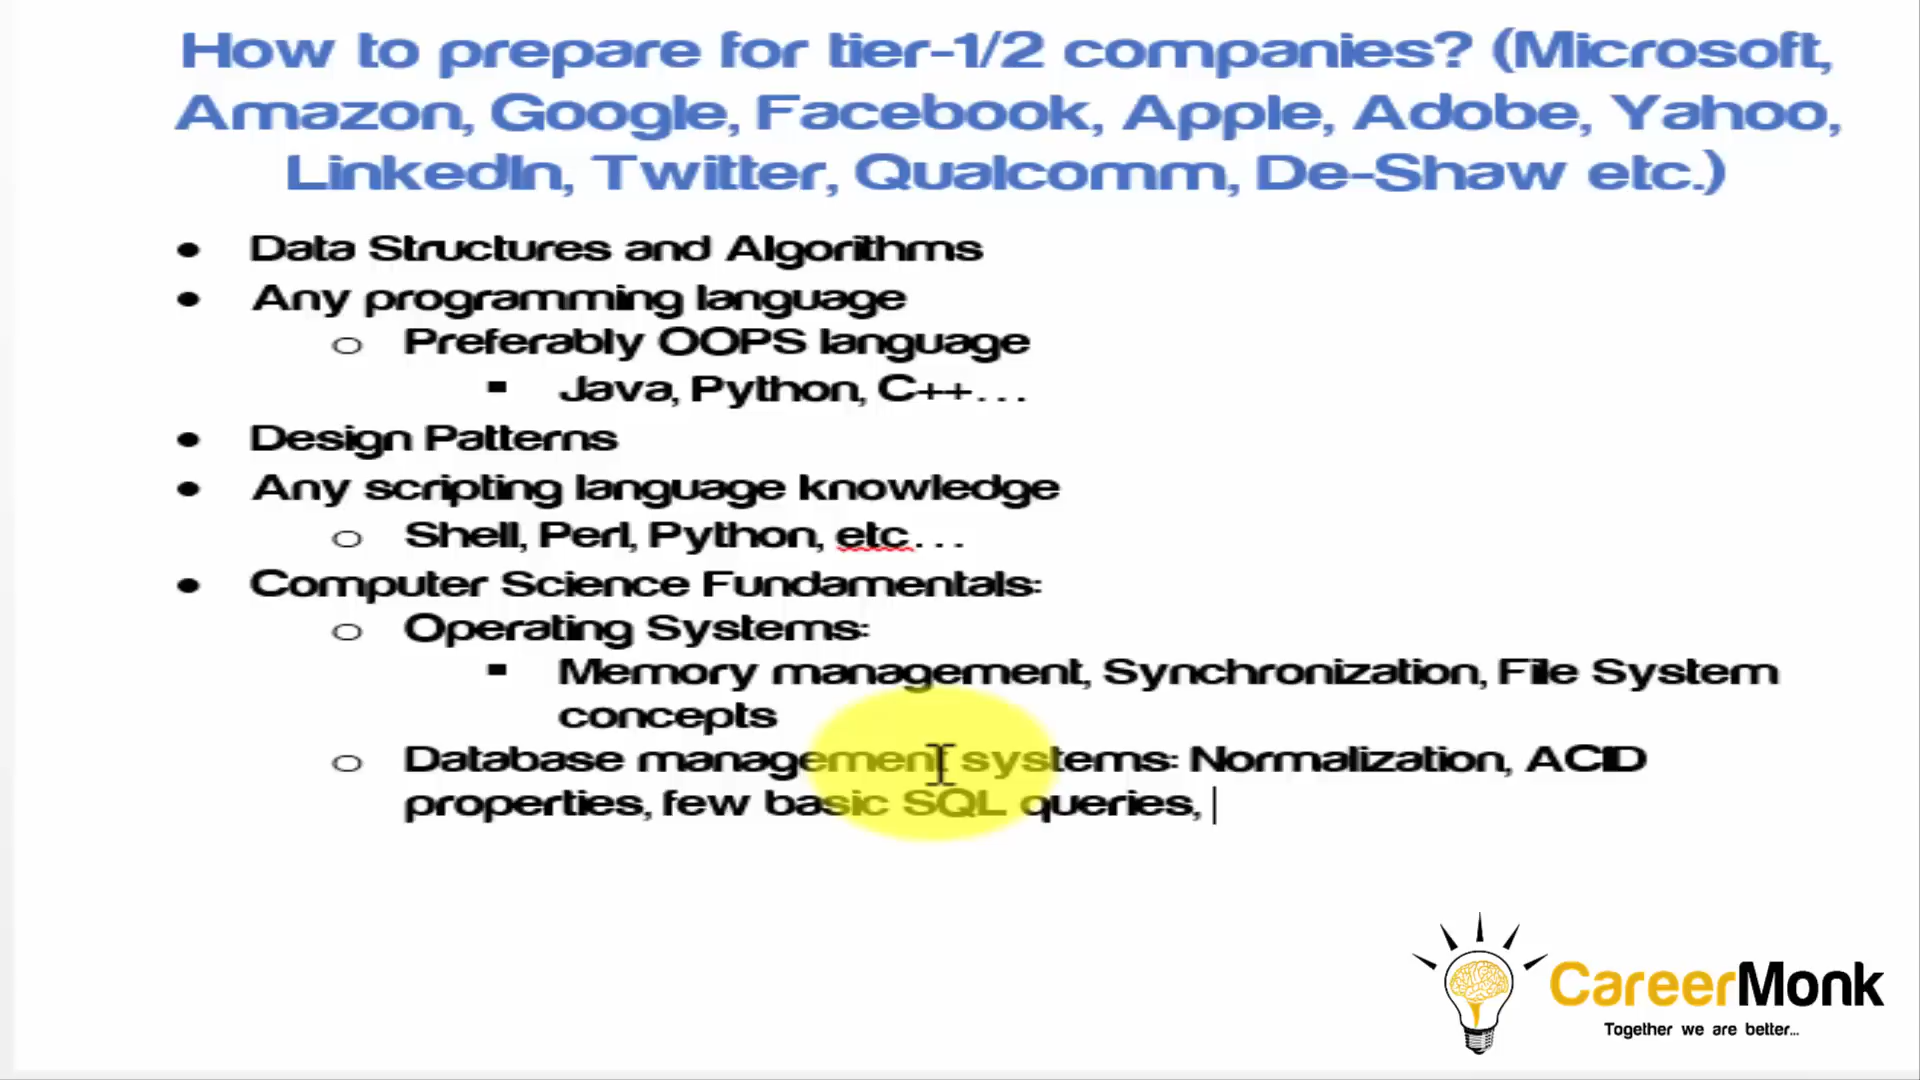 How to prepare for tier-1/2 companies? (Microsoft,
Amazon, Google, Facebook, Apple, Adobe, Yahoo,
LinkedIn, Twitter, Qualcomm, De-Shaw etc.)
• Data Structures and Algorithms
• Any programming language
○ Preferably OOPS language
▪ Java, Python, C++...
• Design Patterns
• Any scripting language knowledge
○ Shell, Perl, Python, etc...
• Computer Science Fundamentals:
○ Operating Systems:
▪ Memory management, Synchronization, File System
concepts
○ Database management systems: Normalization, ACID
properties, few basic SQL queries,
CareerMonk
Together we are better...